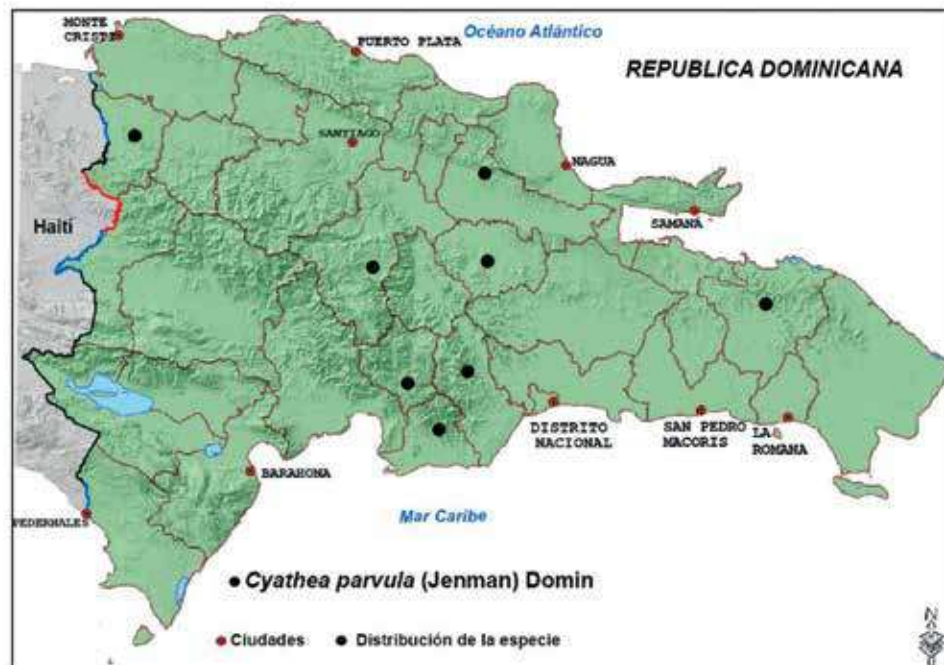 MONTE
CRISTI
Océano Atlántico
PUERTO PLATA
REPUBLICA DOMINICANA
SANTIAGO
NAGUA
SAMANA
Haití
DISTRITO
NACIONAL
SAN PEDRO
MACORIS
LA
ROMANA
BARAHONA
PEDERNALES
Mar Caribe
Cyathea parvula (Jenman) Domin
Ciudades
Distribución de la especie
N